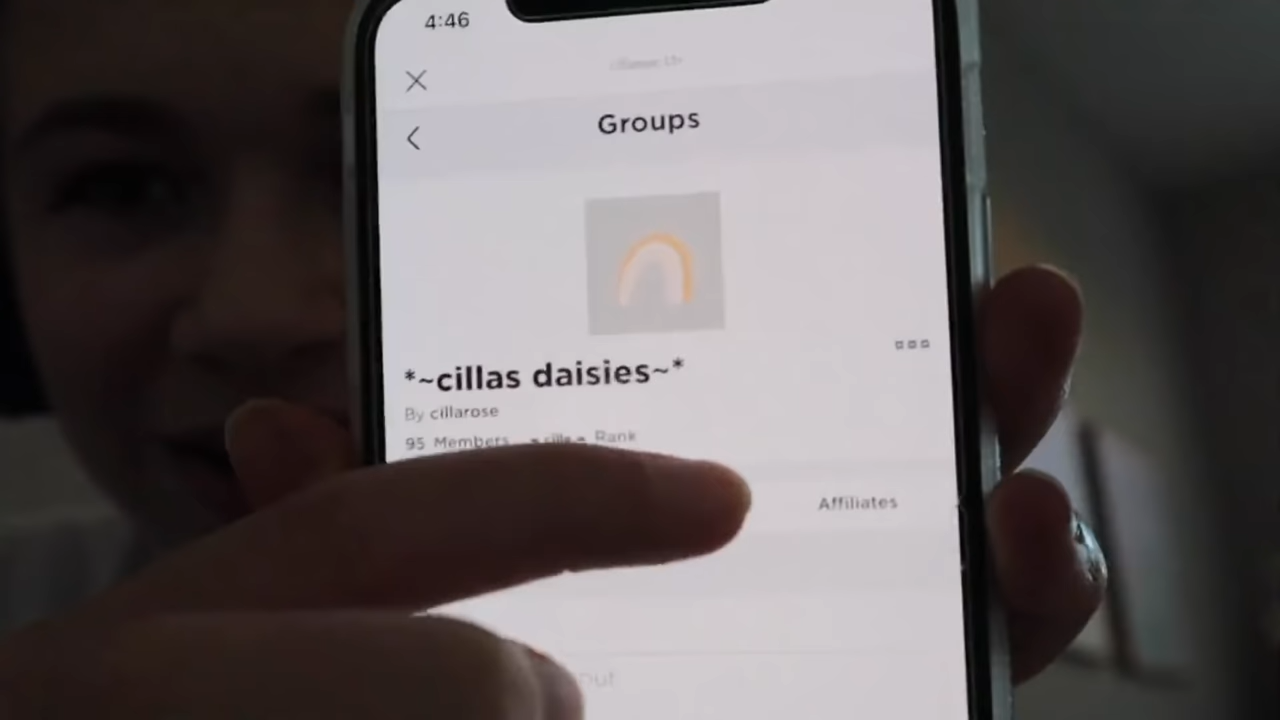 4:46
Groups
*~cillas daisies~*
By cillarose
95 Members Rank
Affiliates